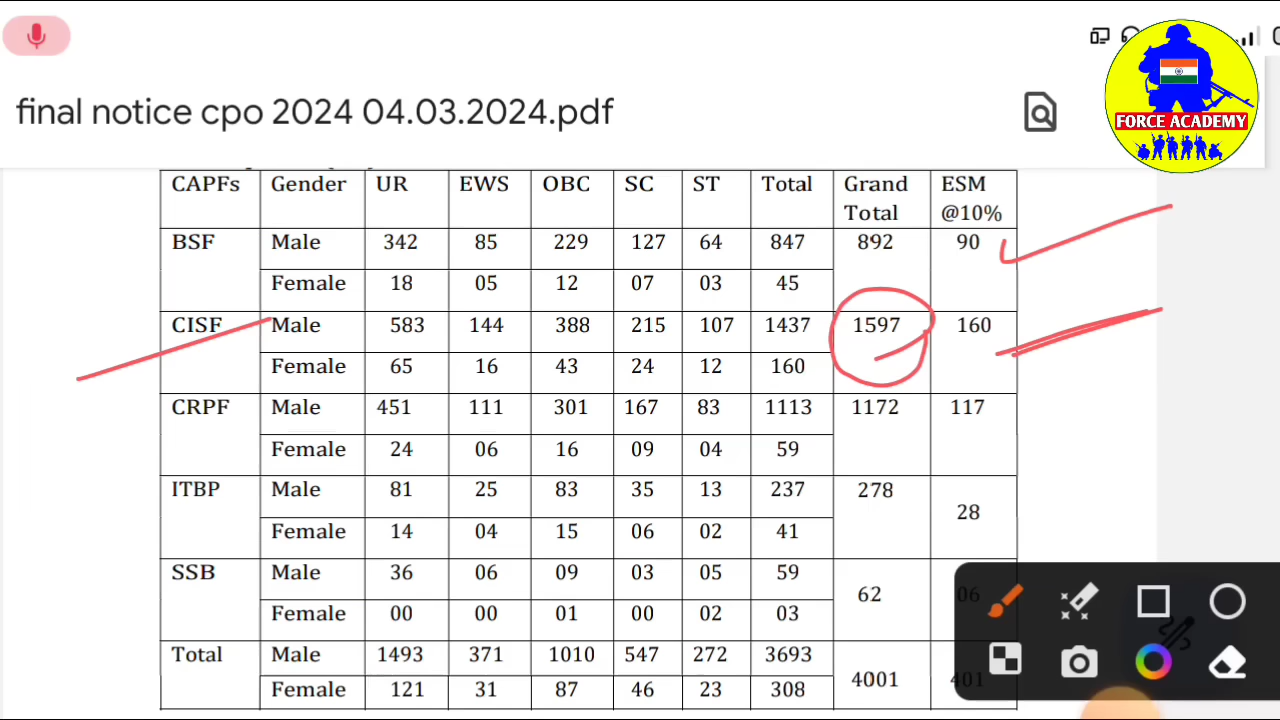 final notice cpo 2024 04.03.2024.pdf
FORCE ACADEMY
CAPFs Gender UR EWS OBC SC ST Total Grand Total ESM @10%
BSF Male 342 85 229 127 64 847 892 90
Female 18 05 12 07 03 45
CISF Male 583 144 388 215 107 1437 1597 160
Female 65 16 43 24 12 160
CRPF Male 451 111 301 167 83 1113 1172 117
Female 24 06 16 09 04 59
ITBP Male 81 25 83 35 13 237 278 28
Female 14 04 15 06 02 41
SSB Male 36 06 09 03 05 59 62 06
Female 00 00 01 00 02 03
Total Male 1493 371 1010 547 272 3693 4001 401
Female 121 31 87 46 23 308